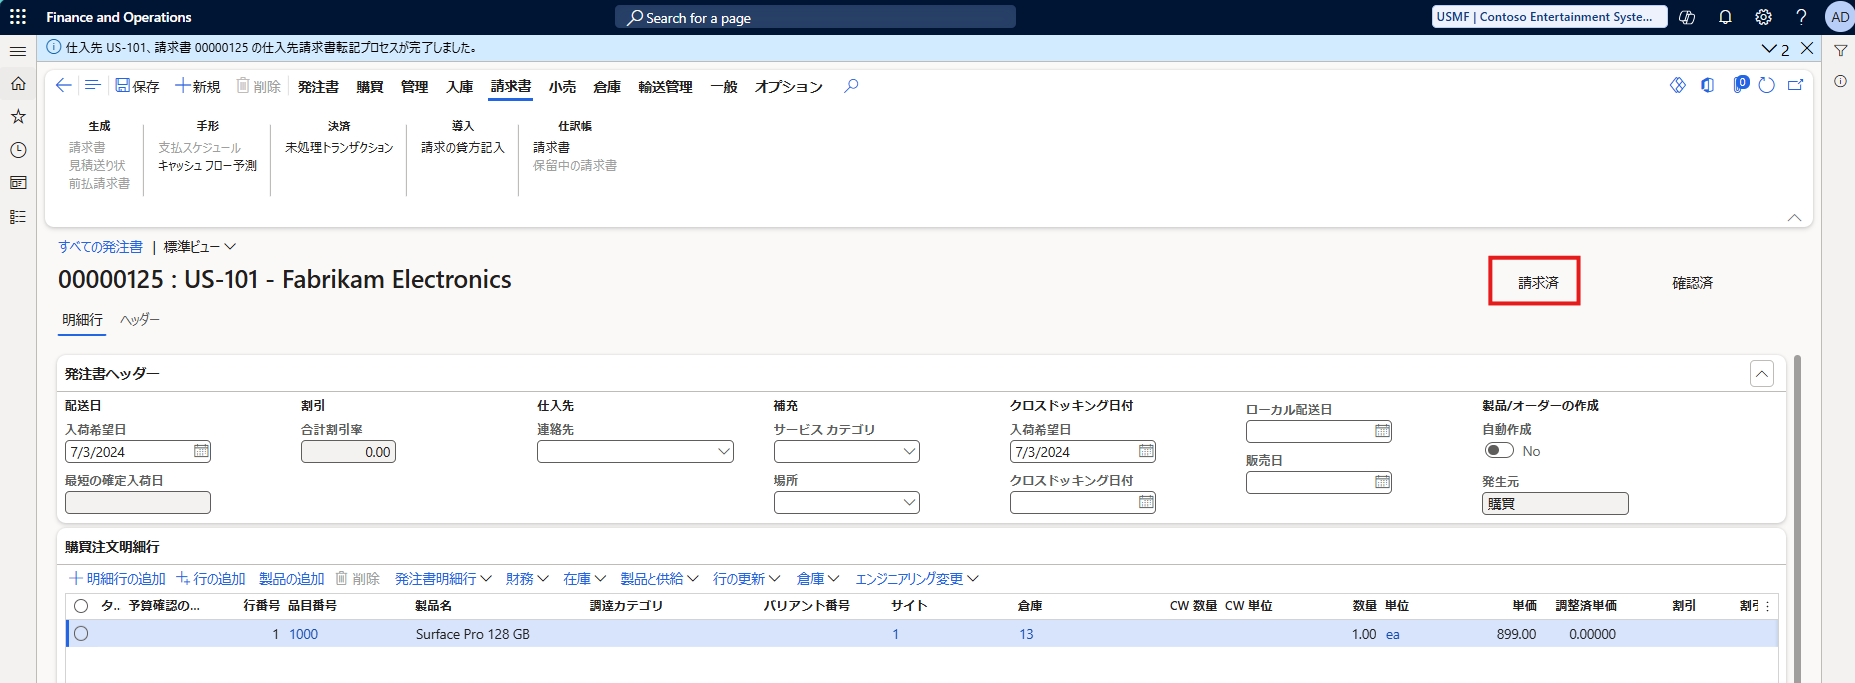 Finance and Operations
Search for a page
USMF | Contoso Entertainment Syste...
AD
仕入先 US-101、請求書 00000125 の仕入先請求書転記プロセスが完了しました。
2
保存 新規 削除 発注書 購買 管理 入庫 請求書 小売 倉庫 輸送管理 一般 オプション
0
生成 手形 決済 導入 仕訳帳
請求書 支払スケジュール 未処理トランザクション 請求の貸方記入 請求書
見積送り状 キャッシュ フロー予測 保留中の請求書
前払請求書
すべての発注書 | 標準ビュー
00000125 : US-101 - Fabrikam Electronics
請求済 確認済
明細行 ヘッダー
発注書ヘッダー
配送日 割引 仕入先 補充 クロスドッキング日付 ローカル配送日 製品/オーダーの作成
入荷希望日 合計割引率 連絡先 サービス カテゴリ 入荷希望日 自動作成
7/3/2024 0.00 7/3/2024 No
最短の確定入荷日 場所 クロスドッキング日付 販売日 発生元
購買
購買注文明細行
明細行の追加 行の追加 製品の追加 削除 発注書明細行 財務 在庫 製品と供給 行の更新 倉庫 エンジニアリング変更
タ... 予算確認の... 行番号 品目番号 製品名 調達カテゴリ バリアント番号 サイト 倉庫 CW 数量 CW 単位 数量 単位 単価 調整済単価 割引 割引
1 1000 Surface Pro 128 GB 1 13 1.00 ea 899.00 0.00000